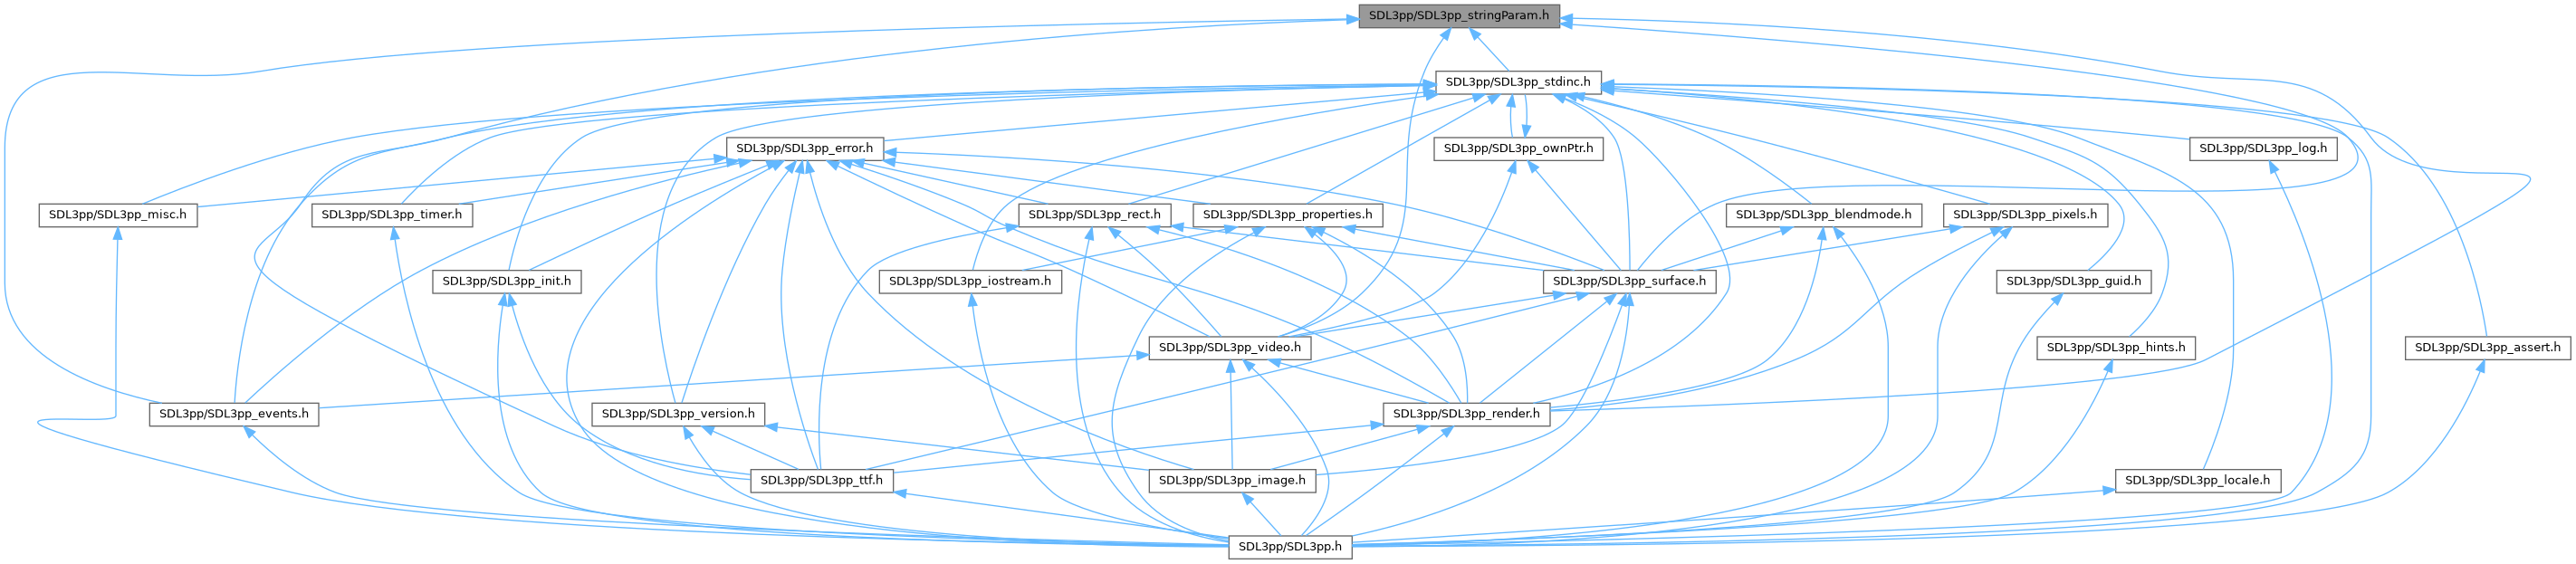 SDL3pp/SDL3pp_stringParam.h
SDL3pp/SDL3pp_stdinc.h
SDL3pp/SDL3pp_error.h
SDL3pp/SDL3pp_ownPtr.h
SDL3pp/SDL3pp_log.h
SDL3pp/SDL3pp_misc.h
SDL3pp/SDL3pp_timer.h
SDL3pp/SDL3pp_rect.h
SDL3pp/SDL3pp_properties.h
SDL3pp/SDL3pp_blendmode.h
SDL3pp/SDL3pp_pixels.h
SDL3pp/SDL3pp_init.h
SDL3pp/SDL3pp_iostream.h
SDL3pp/SDL3pp_surface.h
SDL3pp/SDL3pp_guid.h
SDL3pp/SDL3pp_video.h
SDL3pp/SDL3pp_hints.h
SDL3pp/SDL3pp_assert.h
SDL3pp/SDL3pp_events.h
SDL3pp/SDL3pp_version.h
SDL3pp/SDL3pp_render.h
SDL3pp/SDL3pp_ttf.h
SDL3pp/SDL3pp_image.h
SDL3pp/SDL3pp_locale.h
SDL3pp/SDL3pp.h